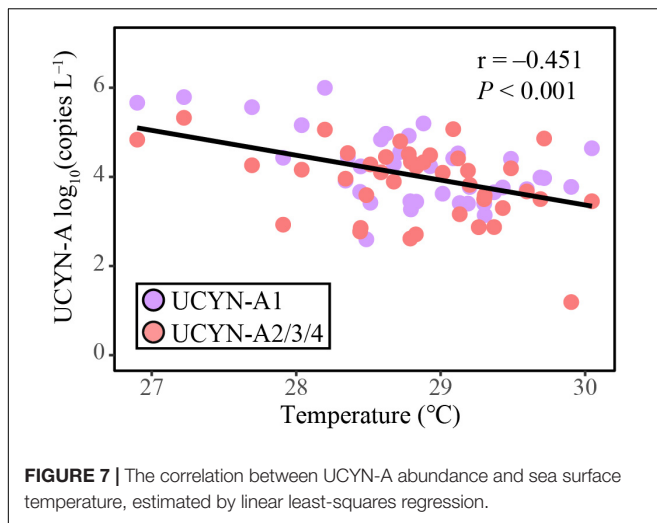 r = –0.451
P < 0.001
UCYN-A log₁₀(copies L⁻¹)
6
4
2
0
UCYN-A1
UCYN-A2/3/4
27 28 29 30
Temperature (°C)
FIGURE 7 | The correlation between UCYN-A abundance and sea surface
temperature, estimated by linear least-squares regression.